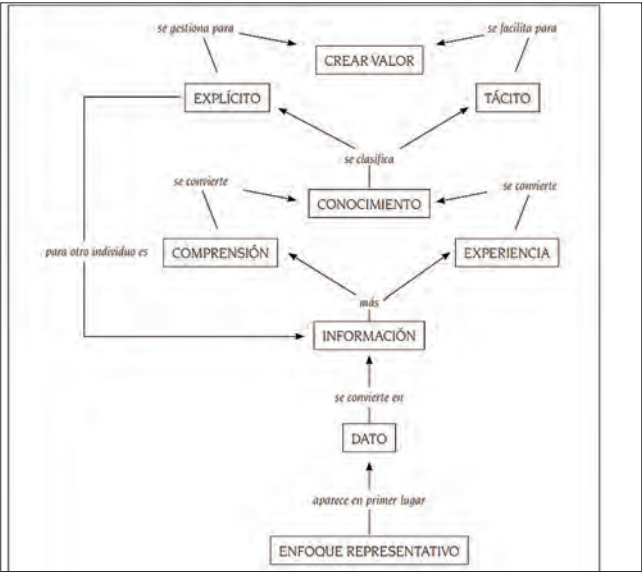 se gestiona para
se facilita para
CREAR VALOR
EXPLÍCITO
TÁCITO
se clasifica
se convierte
se convierte
CONOCIMIENTO
para otro individuo es
COMPRENSIÓN
EXPERIENCIA
más
INFORMACIÓN
se convierte en
DATO
aparece en primer lugar
ENFOQUE REPRESENTATIVO